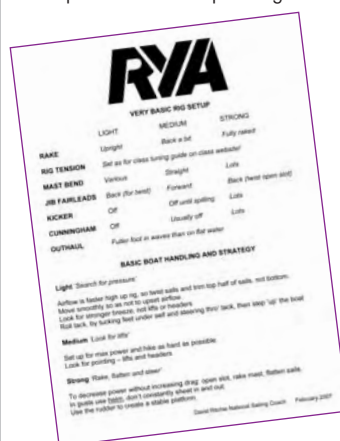 RYA
VERY BASIC RIG SETUP
LIGHT MEDIUM STRONG
RAKE Upright Back a bit Fully raked
RIG TENSION Set as for class tuning guide on class website!
MAST BEND Various Straight Lots
JIB FAIRLEADS Back (for twist) Forward Back (twist open slot)
KICKER Off Off until spilling Lots
CUNNINGHAM Off Usually off Lots
OUTHAUL Fuller foot in waves than on flat water
BASIC BOAT HANDLING AND STRATEGY
Light 'Search for pressure'
Airflow is faster high up rig, so twist sails and trim top half of sails, not bottom.
Move smoothly so as not to upset airflow.
Look for stronger breeze, not lifts or headers
Roll tack, by tucking feet under self and steering thro' tack, then step 'up' the boat
Medium 'Look for lifts'
Set up for max power and hike as hard as possible.
Look for pointing – lifts and headers
Strong 'Rake, flatten and steer'
To decrease power without increasing drag: open slot, rake mast, flatten sails,
in gusts use helm, don't constantly sheet in and out.
Use the rudder to create a stable platform.
David Ritchie National Sailing Coach February 2007